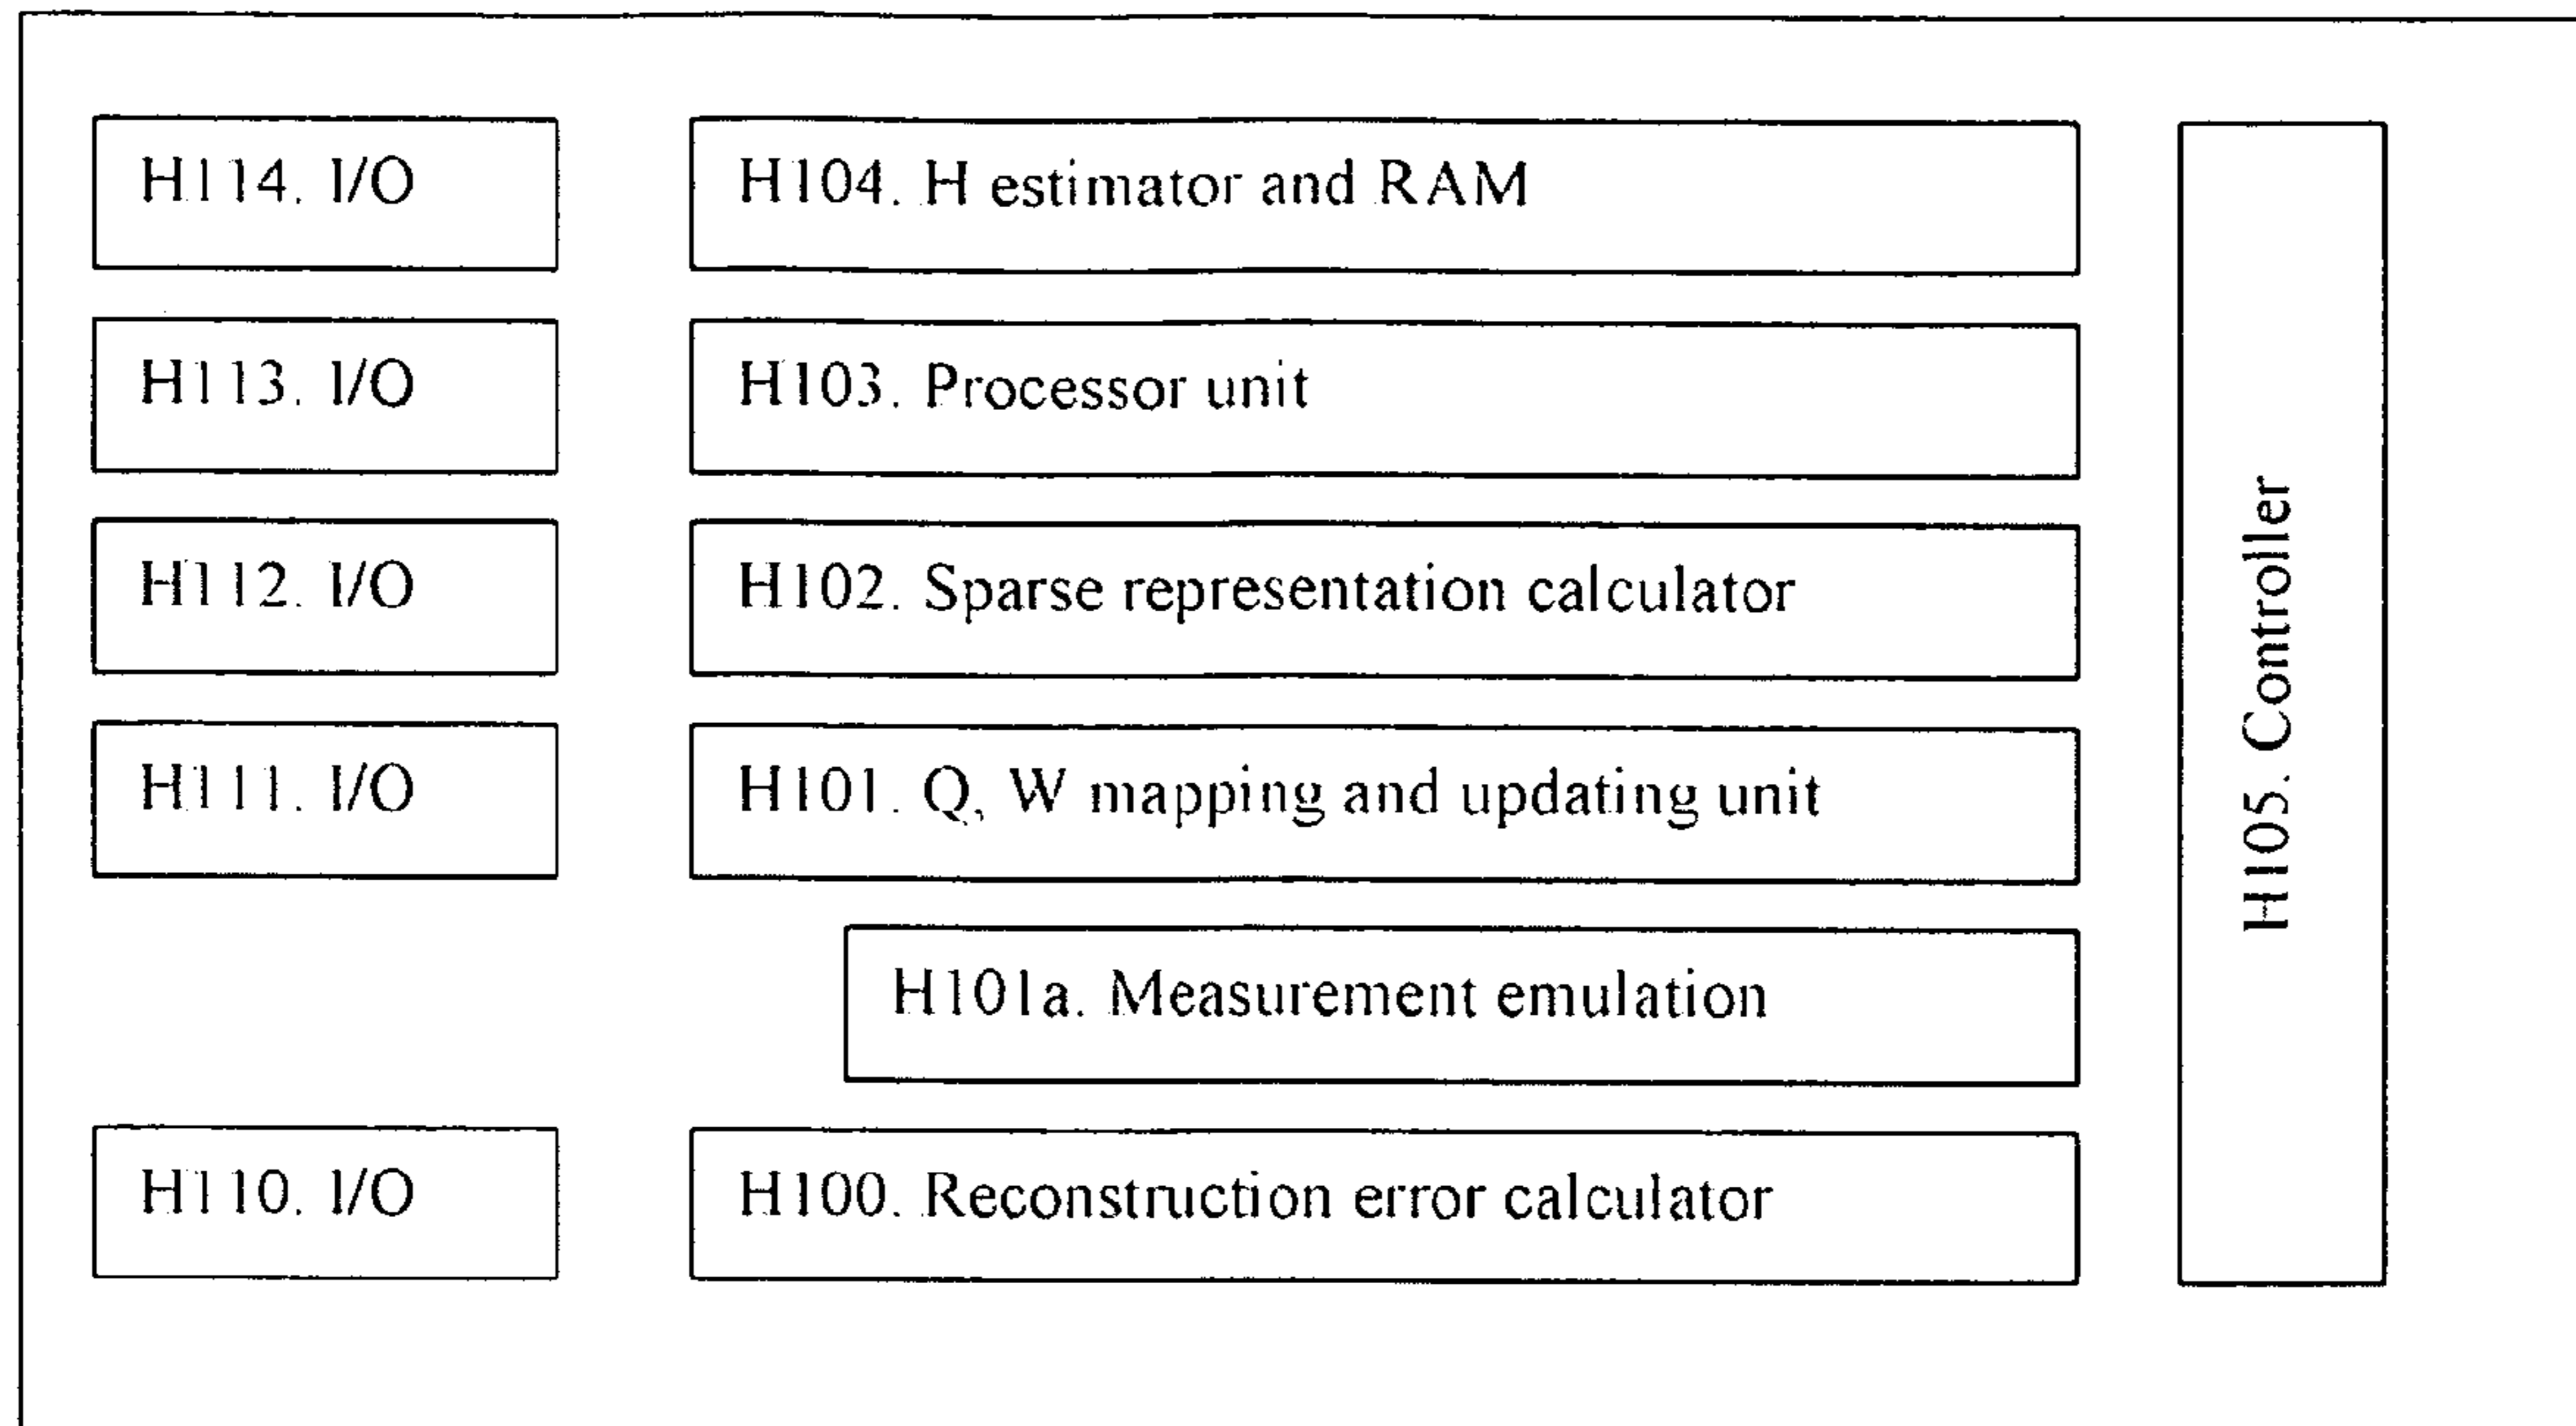 H114. I/O
H104. H estimator and RAM
H113. I/O
H103. Processor unit
H112. I/O
H102. Sparse representation calculator
H111. I/O
H101. Q, W mapping and updating unit
H101a. Measurement emulation
H110. I/O
H100. Reconstruction error calculator
H105. Controller